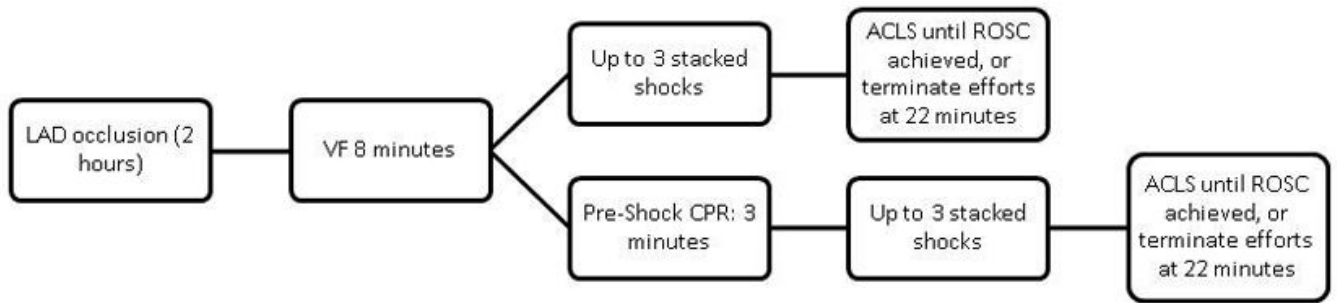 LAD occlusion (2
hours)
VF 8 minutes
Up to 3 stacked
shocks
ACLS until ROSC
achieved, or
terminate efforts
at 22 minutes
Pre-Shock CPR: 3
minutes
Up to 3 stacked
shocks
ACLS until ROSC
achieved, or
terminate efforts
at 22 minutes